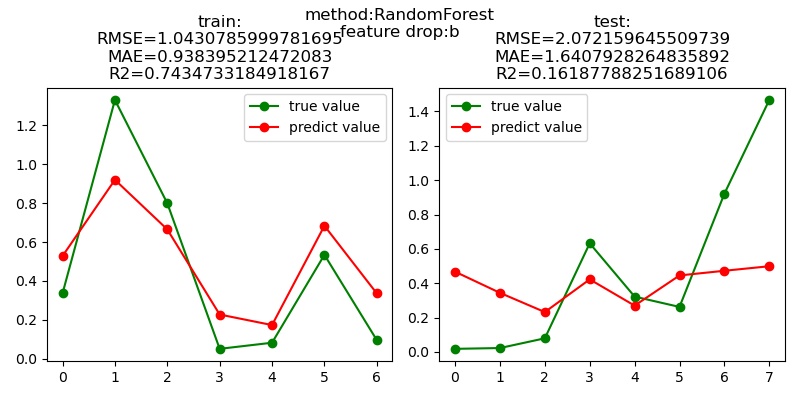 method:RandomForest
feature drop:b
train:
RMSE=1.0430785999781695
MAE=0.938395212472083
R2=0.7434733184918167
true value
predict value
1.2
1.0
0.8
0.6
0.4
0.2
0.0
0 1 2 3 4 5 6
test:
RMSE=2.072159645509739
MAE=1.6407928264835892
R2=0.16187788251689106
true value
predict value
1.4
1.2
1.0
0.8
0.6
0.4
0.2
0.0
0 1 2 3 4 5 6 7